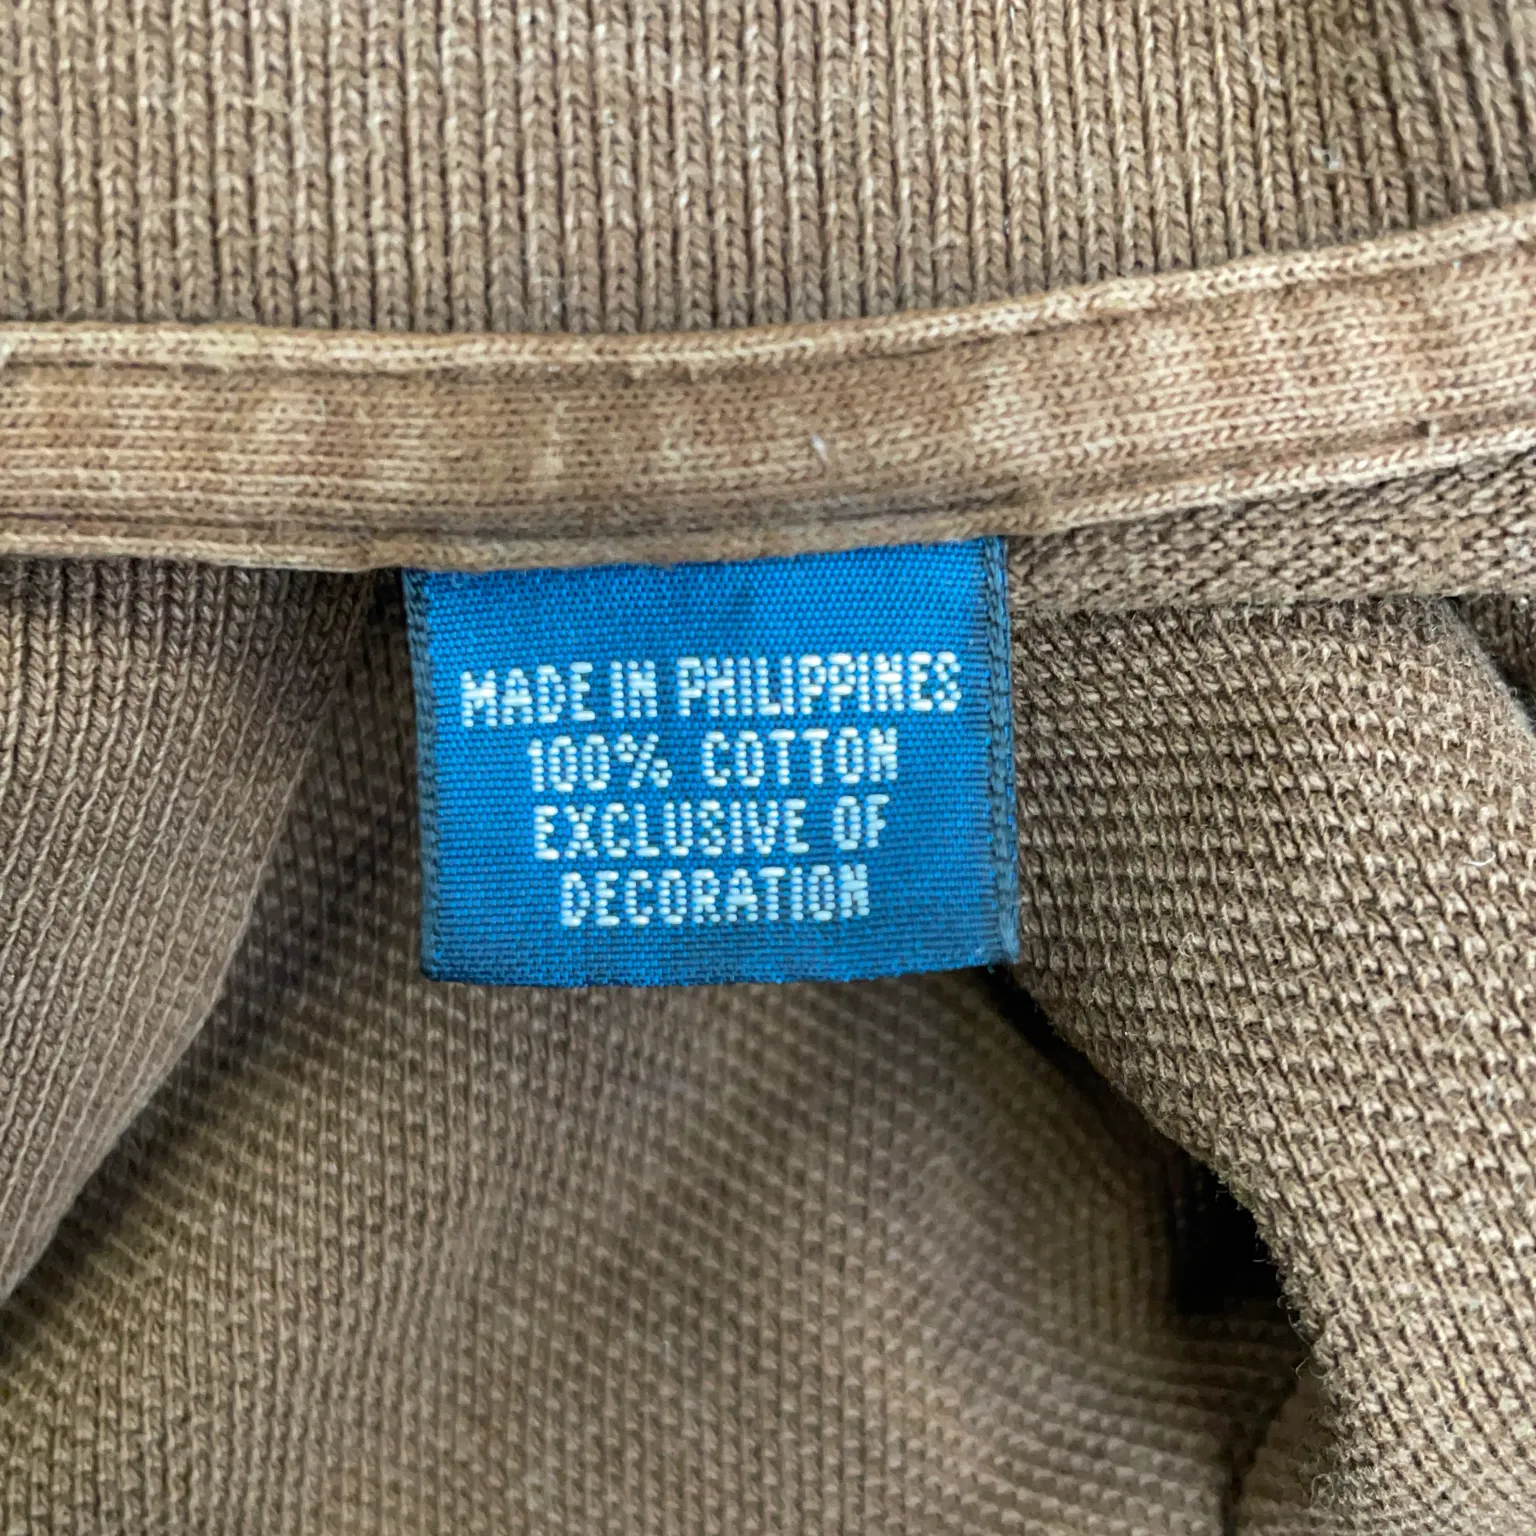 MADE IN PHILIPPINES
100% COTTON
EXCLUSIVE OF
DECORATION